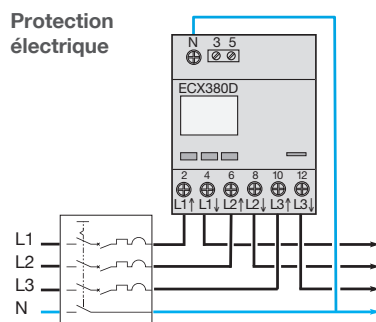 Protection
électrique
N 3 5
ECX380D
2 4 6 8 10 12
L1↑ L1↓ L2↑ L2↓ L3↑ L3↓
L1
L2
L3
N